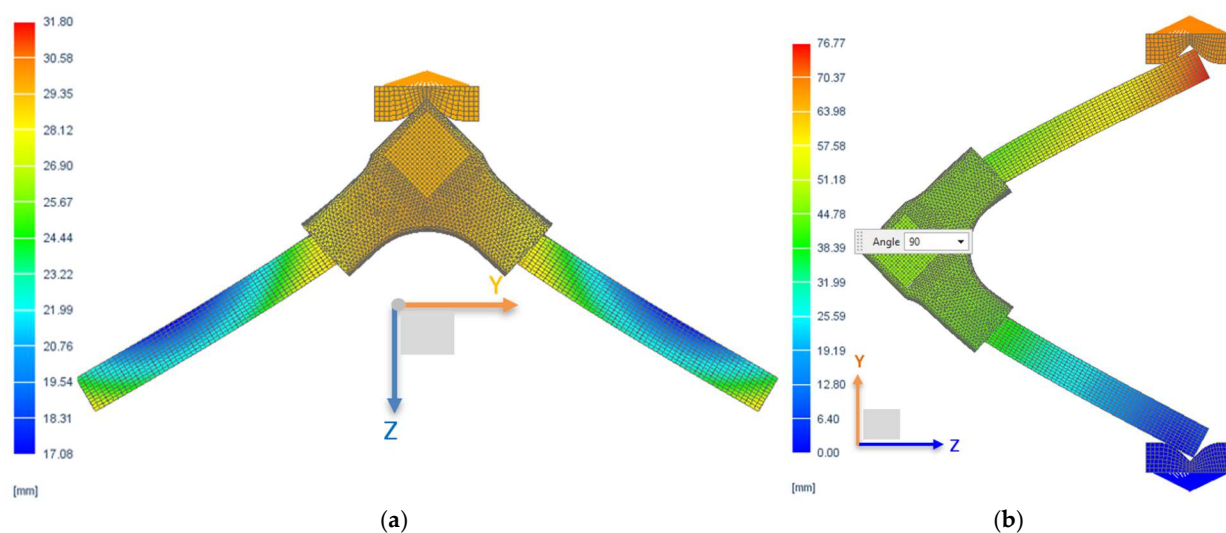 31.80
30.58
29.35
28.12
26.90
25.67
24.44
23.22
21.99
20.76
19.54
18.31
17.08
[mm]
Y
Z
(a)
76.77
70.37
63.98
57.58
51.18
44.78
38.39
31.99
25.59
19.19
12.80
6.40
0.00
[mm]
Angle 90
Y
Z
(b)